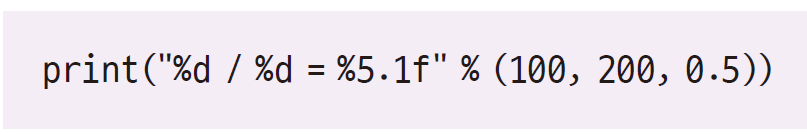 print("%d / %d = %5.1f" % (100, 200, 0.5))